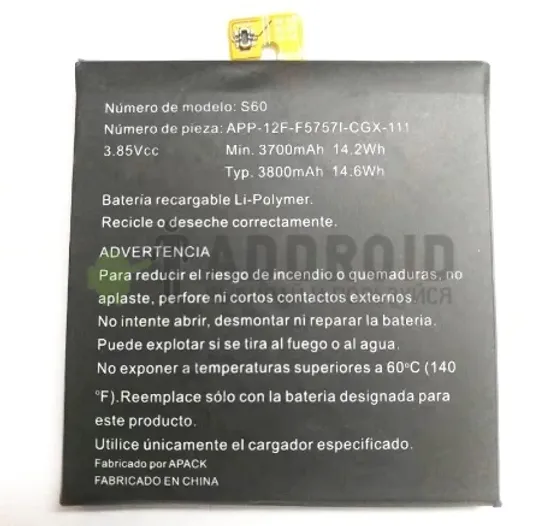 Número de modelo: S60
Número de pieza: APP-12F-F5757I-CGX-111
3.85Vcc Min. 3700mAh 14.2Wh
Typ. 3800mAh 14.6Wh
Batería recargable Li-Polymer.
Recicle o deseche correctamente.
ADVERTENCIA
Para reducir el riesgo de incendio o quemaduras, no
aplaste, perfore ni cortos contactos externos.
No intente abrir, desmontar ni reparar la bateria.
Puede explotar si se tira al fuego o al agua.
No exponer a temperaturas superiores a 60°C (140
°F).Reemplace sólo con la bateria designada para
este producto.
Utilice únicamente el cargador especificado.
Fabricado por APACK
FABRICADO EN CHINA
ADDROID